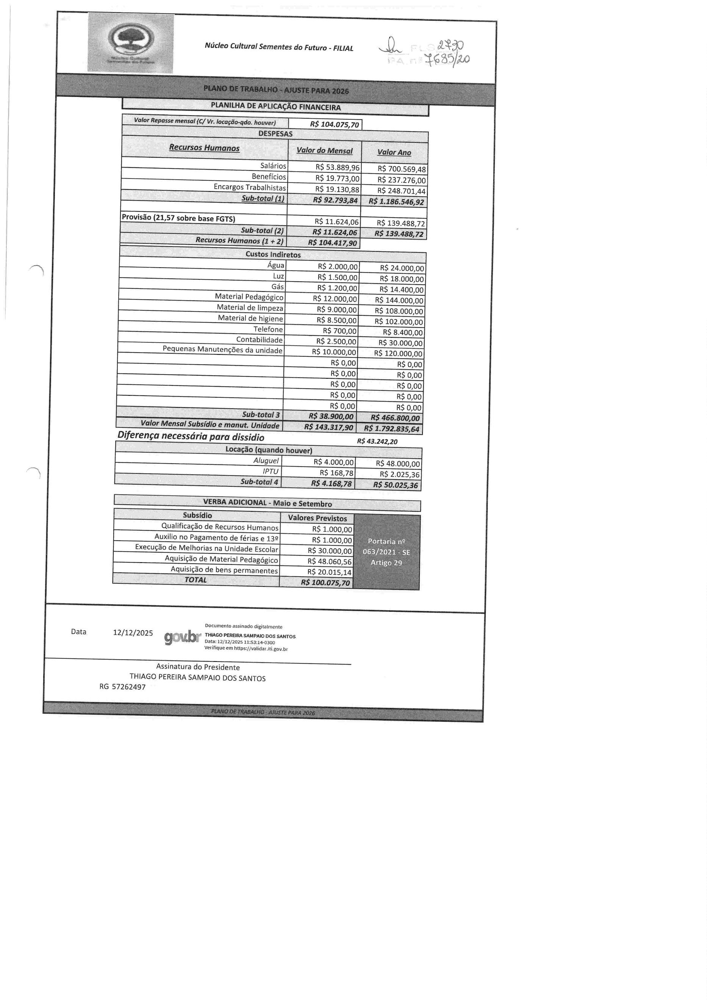 Núcleo Cultural
Sementes do Futuro
Núcleo Cultural Sementes do Futuro - FILIAL
FLS 2730
PA nº 7685/20
PLANO DE TRABALHO - AJUSTE PARA 2026
PLANILHA DE APLICAÇÃO FINANCEIRA
Valor Repasse mensal (C/ Vr. locação-qdo. houver) R$ 104.075,70
DESPESAS
Recursos Humanos Valor do Mensal Valor Ano
Salários R$ 53.889,96 R$ 700.569,48
Benefícios R$ 19.773,00 R$ 237.276,00
Encargos Trabalhistas R$ 19.130,88 R$ 248.701,44
Sub-total (1) R$ 92.793,84 R$ 1.186.546,92
Provisão (21,57 sobre base FGTS) R$ 11.624,06 R$ 139.488,72
Sub-total (2) R$ 11.624,06 R$ 139.488,72
Recursos Humanos (1 + 2) R$ 104.417,90
Custos Indiretos
Água R$ 2.000,00 R$ 24.000,00
Luz R$ 1.500,00 R$ 18.000,00
Gás R$ 1.200,00 R$ 14.400,00
Material Pedagógico R$ 12.000,00 R$ 144.000,00
Material de limpeza R$ 9.000,00 R$ 108.000,00
Material de higiene R$ 8.500,00 R$ 102.000,00
Telefone R$ 700,00 R$ 8.400,00
Contabilidade R$ 2.500,00 R$ 30.000,00
Pequenas Manutenções da unidade R$ 10.000,00 R$ 120.000,00
R$ 0,00 R$ 0,00
R$ 0,00 R$ 0,00
R$ 0,00 R$ 0,00
R$ 0,00 R$ 0,00
R$ 0,00 R$ 0,00
Sub-total 3 R$ 38.900,00 R$ 466.800,00
Valor Mensal Subsídio e manut. Unidade R$ 143.317,90 R$ 1.792.835,64
Diferença necessária para dissidio R$ 43.242,20
Locação (quando houver)
Aluguel R$ 4.000,00 R$ 48.000,00
IPTU R$ 168,78 R$ 2.025,36
Sub-total 4 R$ 4.168,78 R$ 50.025,36
VERBA ADICIONAL - Maio e Setembro
Subsídio Valores Previstos
Qualificação de Recursos Humanos R$ 1.000,00
Auxilio no Pagamento de férias e 13º R$ 1.000,00
Execução de Melhorias na Unidade Escolar R$ 30.000,00
Aquisição de Material Pedagógico R$ 48.060,56
Aquisição de bens permanentes R$ 20.015,14
TOTAL R$ 100.075,70
Portaria nº
063/2021 - SE
Artigo 29
Data 12/12/2025
gov.br
Documento assinado digitalmente
THIAGO PEREIRA SAMPAIO DOS SANTOS
Data: 12/12/2025 11:53:14-0300
Verifique em https://validar.iti.gov.br
Assinatura do Presidente
THIAGO PEREIRA SAMPAIO DOS SANTOS
RG 57262497
PLANO DE TRABALHO - AJUSTE PARA 2026